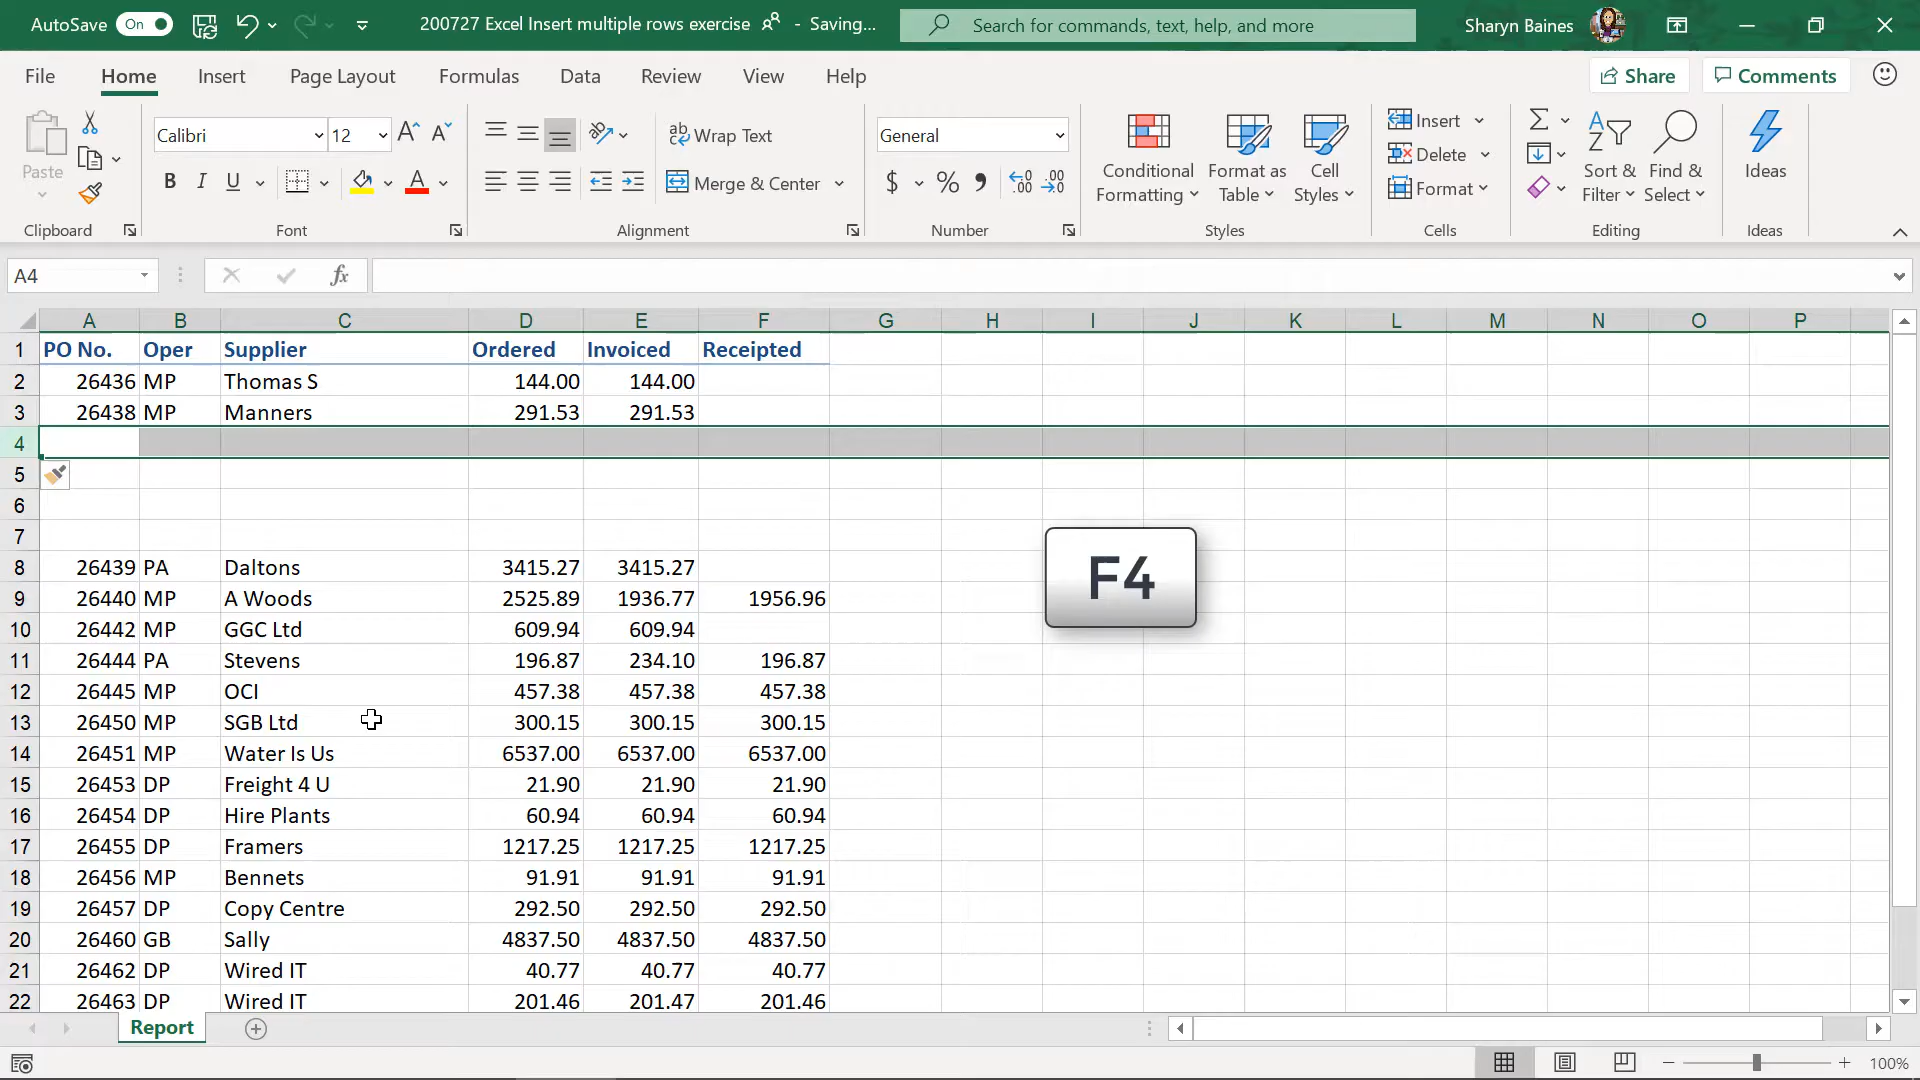 AutoSave On 200727 Excel Insert multiple rows exercise - Saving... Search for commands, text, help, and more Sharyn Baines
File Home Insert Page Layout Formulas Data Review View Help Share Comments
Calibri 12 A A ab Wrap Text General Insert
Paste B I U A Merge & Center $ % Conditional Formatting Format as Table Cell Styles Delete Format Sort & Filter Find & Select Ideas
Clipboard Font Alignment Number Styles Cells Editing Ideas
A4 fx
A B C D E F G H I J K L M N O P
1 PO No. Oper Supplier Ordered Invoiced Receipted
2 26436 MP Thomas S 144.00 144.00
3 26438 MP Manners 291.53 291.53
4
5
6
7
8 26439 PA Daltons 3415.27 3415.27
9 26440 MP A Woods 2525.89 1936.77 1956.96
10 26442 MP GGC Ltd 609.94 609.94
11 26444 PA Stevens 196.87 234.10 196.87
12 26445 MP OCI 457.38 457.38 457.38
13 26450 MP SGB Ltd 300.15 300.15 300.15
14 26451 MP Water Is Us 6537.00 6537.00 6537.00
15 26453 DP Freight 4 U 21.90 21.90 21.90
16 26454 DP Hire Plants 60.94 60.94 60.94
17 26455 DP Framers 1217.25 1217.25 1217.25
18 26456 MP Bennets 91.91 91.91 91.91
19 26457 DP Copy Centre 292.50 292.50 292.50
20 26460 GB Sally 4837.50 4837.50 4837.50
21 26462 DP Wired IT 40.77 40.77 40.77
22 26463 DP Wired IT 201.46 201.47 201.46
F4
Report
100%